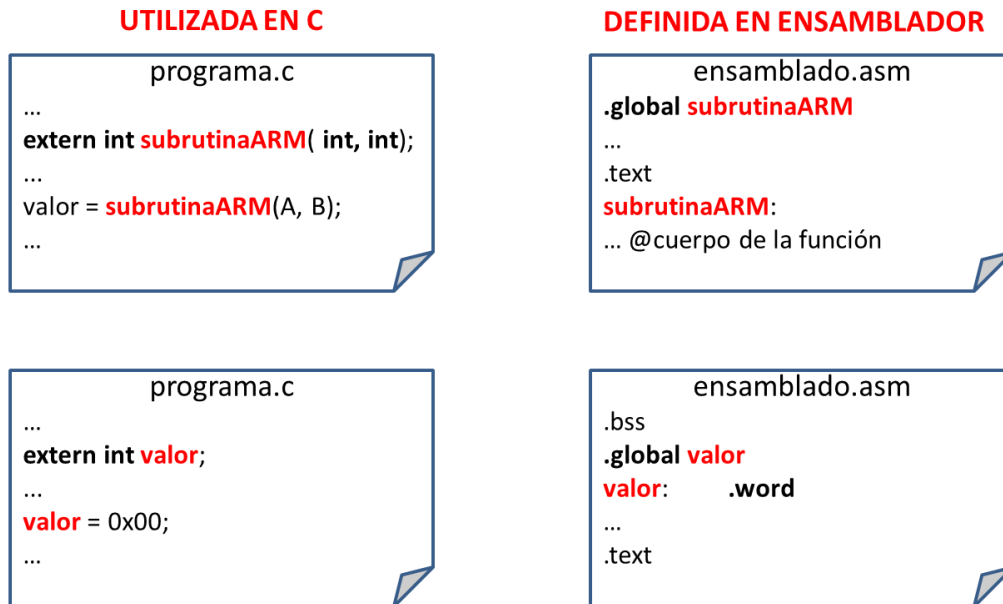 UTILIZADA EN C
programa.c
...
extern int subrutinaARM( int, int);
...
valor = subrutinaARM(A, B);
...
DEFINIDA EN ENSAMBLADOR
ensamblado.asm
.global subrutinaARM
...
.text
subrutinaARM:
... @cuerpo de la función
programa.c
...
extern int valor;
...
valor = 0x00;
...
ensamblado.asm
.bss
.global valor
valor: .word
...
.text